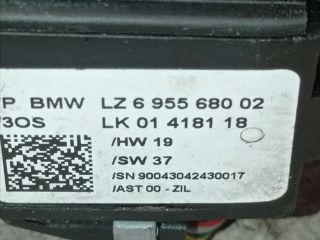 P BMW LZ 6 955 680 02
/3OS LK 01 4181 18
/HW 19
/SW 37
/SN 90043042430017
/AST 00 - ZIL